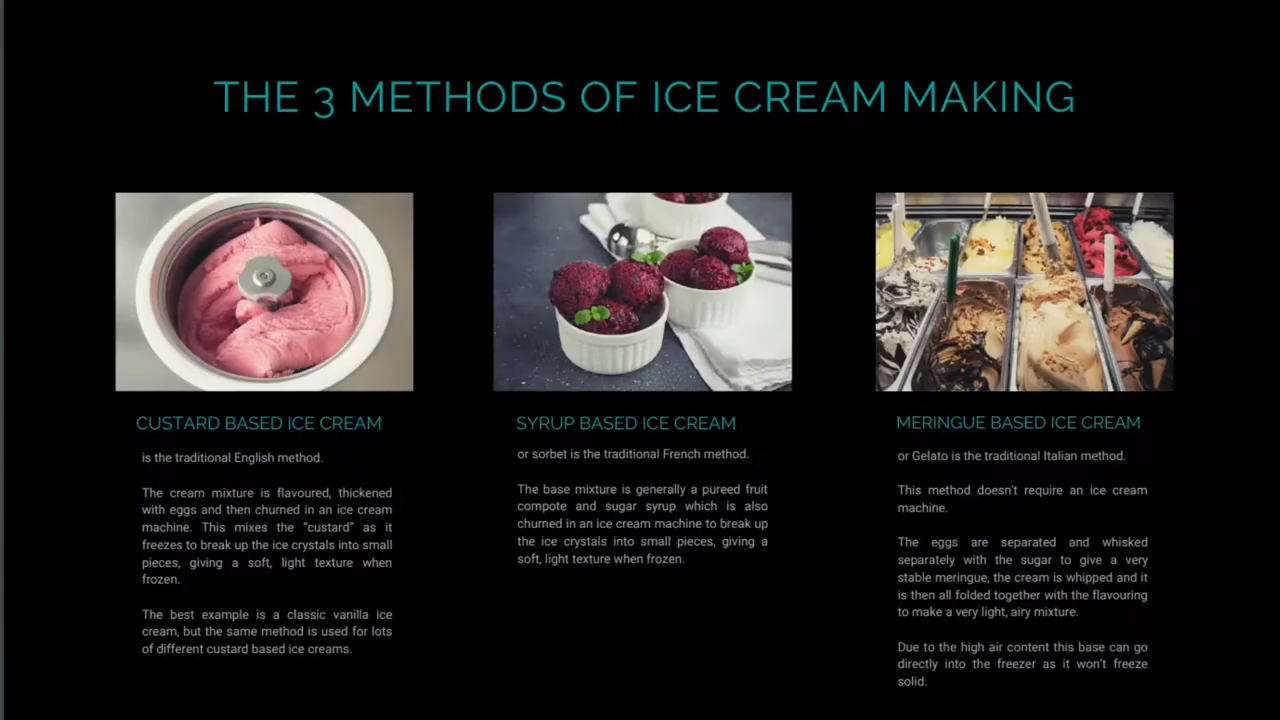 THE 3 METHODS OF ICE CREAM MAKING
CUSTARD BASED ICE CREAM
is the traditional English method.
The cream mixture is flavoured, thickened
with eggs and then churned in an ice cream
machine. This mixes the "custard" as it
freezes to break up the ice crystals into small
pieces, giving a soft, light texture when
frozen.
The best example is a classic vanilla ice
cream, but the same method is used for lots
of different custard based ice creams.
SYRUP BASED ICE CREAM
or sorbet is the traditional French method.
The base mixture is generally a pureed fruit
compote and sugar syrup which is also
churned in an ice cream machine to break up
the ice crystals into small pieces, giving a
soft, light texture when frozen.
MERINGUE BASED ICE CREAM
or Gelato is the traditional Italian method.
This method doesn't require an ice cream
machine.
The eggs are separated and whisked
separately with the sugar to give a very
stable meringue, the cream is whipped and it
is then all folded together with the flavouring
to make a very light, airy mixture.
Due to the high air content this base can go
directly into the freezer as it won't freeze
solid.